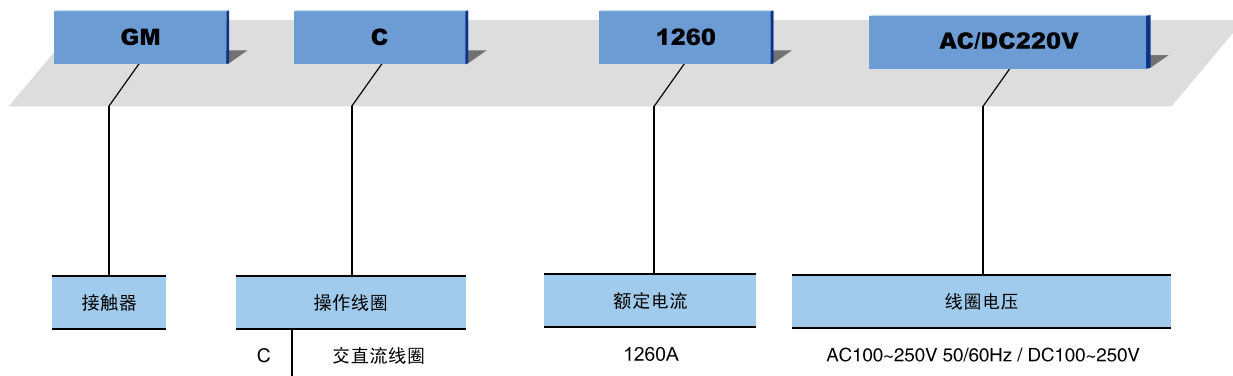 GM
C
1260
AC/DC220V
接触器
操作线圈
额定电流
线圈电压
C
交直流线圈
1260A
AC100~250V 50/60Hz / DC100~250V